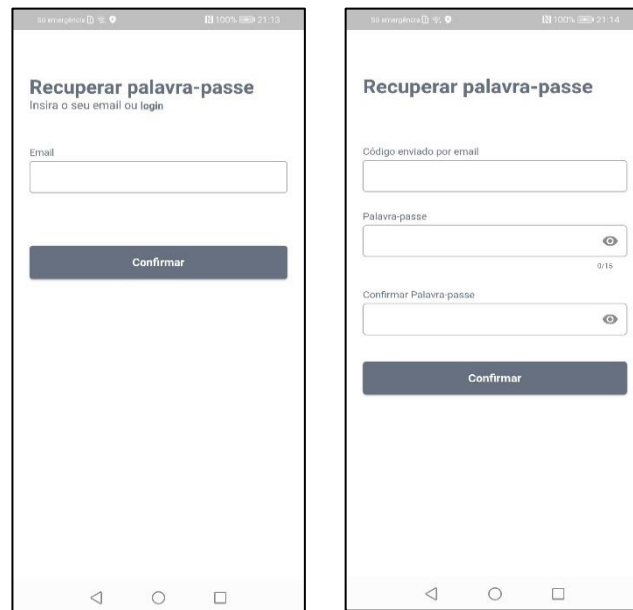 Só emergência 100% 21:13
Recuperar palavra-passe
Insira o seu email ou login
Email
Confirmar
Só emergência 100% 21:14
Recuperar palavra-passe
Código enviado por email
Palavra-passe
0/15
Confirmar Palavra-passe
Confirmar